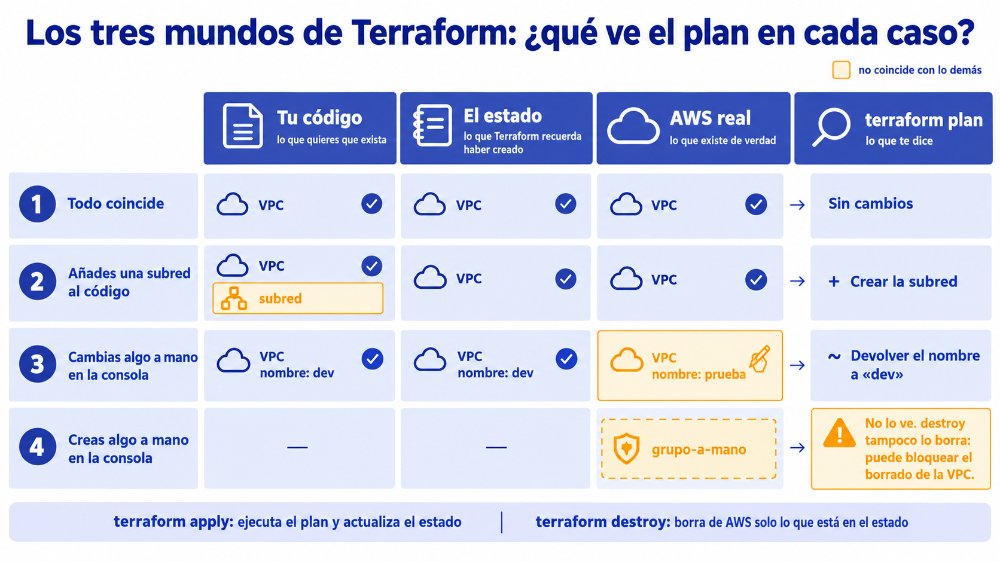 Los tres mundos de Terraform: ¿qué ve el plan en cada caso?
no coincide con lo demás
Tu código
lo que quieres que exista
El estado
lo que Terraform recuerda
haber creado
AWS real
lo que existe de verdad
terraform plan
lo que te dice
1
Todo coincide
VPC
VPC
VPC
→
Sin cambios
2
Añades una subred
al código
VPC
subred
VPC
VPC
→
+ Crear la subred
3
Cambias algo a mano
en la consola
VPC
nombre: dev
VPC
nombre: dev
VPC
nombre: prueba
→
~ Devolver el nombre
a «dev»
4
Creas algo a mano
en la consola
—
—
grupo-a-mano
→
No lo ve. destroy
tampoco lo borra:
puede bloquear el
borrado de la VPC.
terraform apply: ejecuta el plan y actualiza el estado
terraform destroy: borra de AWS solo lo que está en el estado